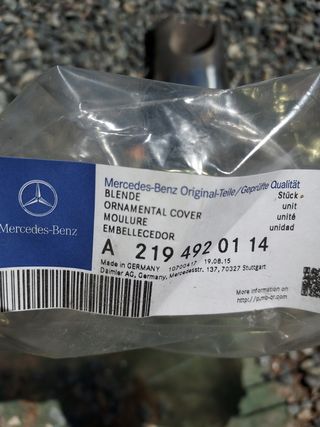 Mercedes-Benz Original-Teile/Geprüfte Qualität
BLENDE
ORNAMENTAL COVER
MOULURE
EMBELLECEDOR
Stück
unit
unité
unidad
Mercedes-Benz
A 219 492 01 14
Made in GERMANY 10700417 19.08.15
Daimler AG, Germany, Mercedesstr. 137, 70327 Stuttgart
More information on
http://p.mb-qr.com